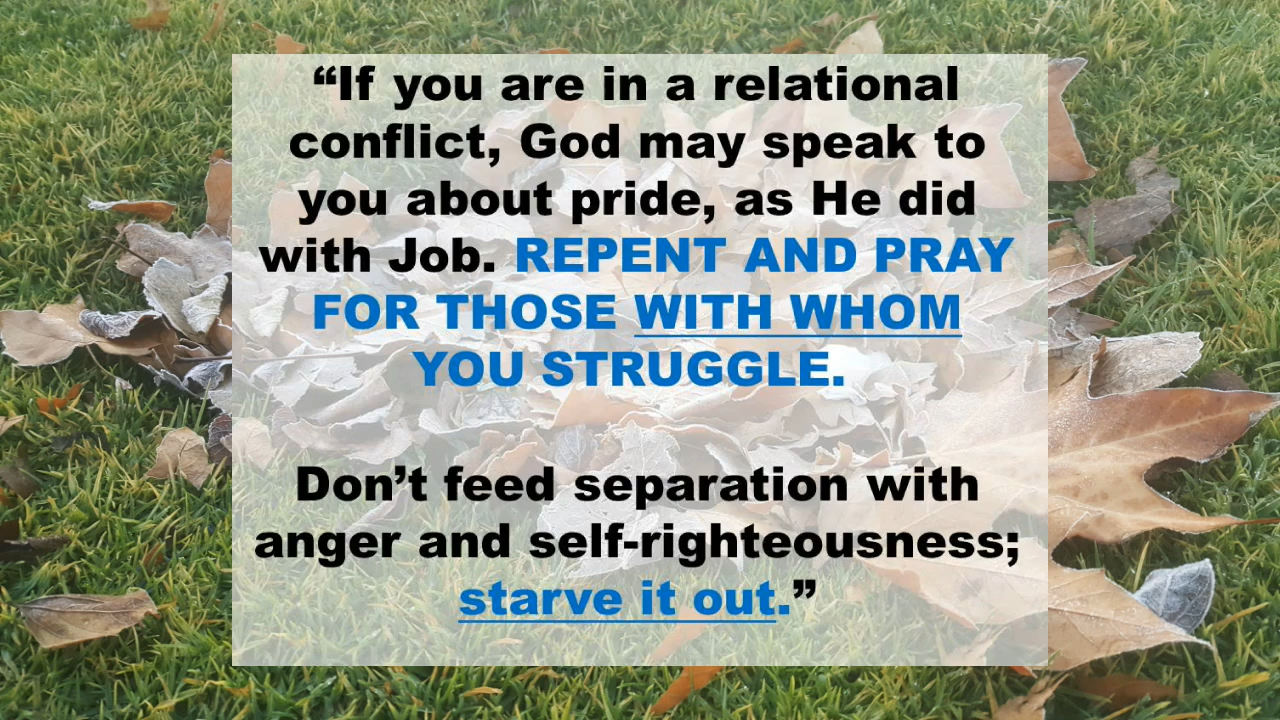 “If you are in a relational
conflict, God may speak to
you about pride, as He did
with Job. REPENT AND PRAY
FOR THOSE WITH WHOM
YOU STRUGGLE.
Don’t feed separation with
anger and self-righteousness;
starve it out.”